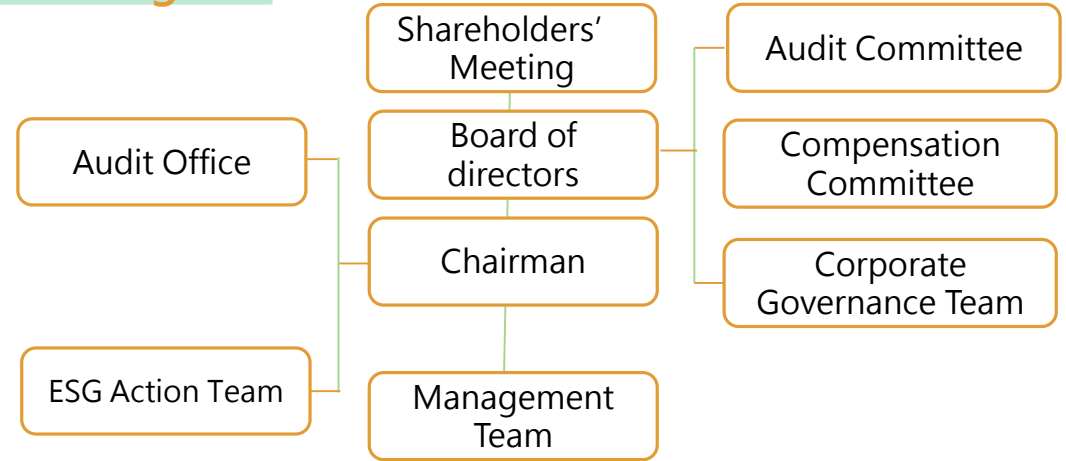 Shareholders’
Meeting
Audit Committee
Board of
directors
Audit Office
Compensation
Committee
Chairman
Corporate
Governance Team
ESG Action Team
Management
Team